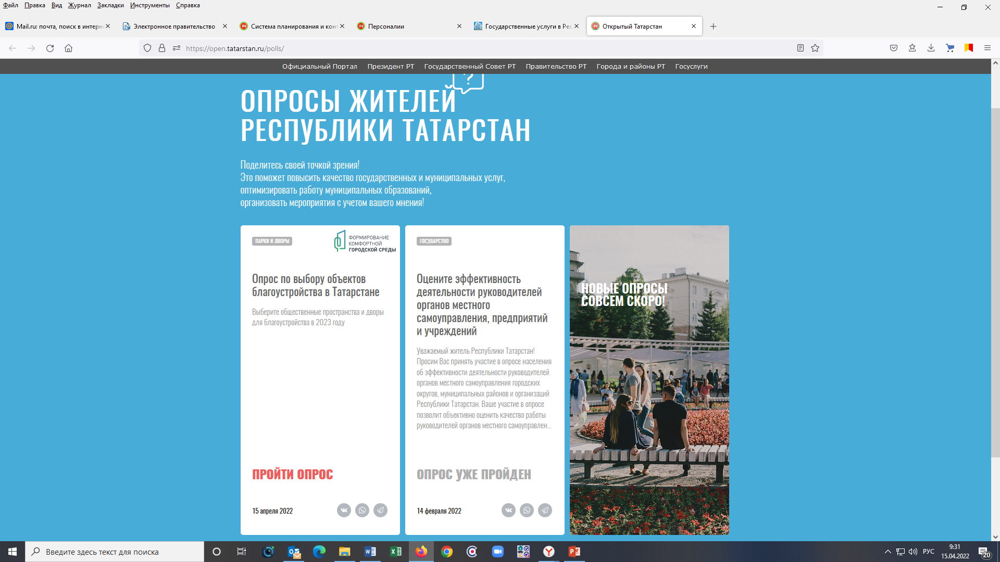 Файл Правка Вид Журнал Закладки Инструменты Справка
Mail.ru: почта, поиск в интерн
Электронное правительство
Система планирования и конт
Персоналии
Государственные услуги в Рес
Открытый Татарстан
https://open.tatarstan.ru/polls/
Официальный Портал Президент РТ Государственный Совет РТ Правительство РТ Города и районы РТ Госуслуги
ОПРОСЫ ЖИТЕЛЕЙ
РЕСПУБЛИКИ ТАТАРСТАН
Поделитесь своей точкой зрения!
Это поможет повысить качество государственных и муниципальных услуг,
оптимизировать работу муниципальных образований,
организовать мероприятия с учетом вашего мнения!
ПАРКИ И ДВОРЫ
ФОРМИРОВАНИЕ
КОМФОРТНОЙ
ГОРОДСКОЙ СРЕДЫ
Опрос по выбору объектов
благоустройства в Татарстане
Выберите общественные пространства и дворы
для благоустройства в 2023 году
ПРОЙТИ ОПРОС
15 апреля 2022
ГОСУДАРСТВО
Оцените эффективность
деятельности руководителей
органов местного
самоуправления, предприятий
и учреждений
Уважаемый житель Республики Татарстан!
Просим Вас принять участие в опросе населения
об эффективности деятельности руководителей
органов местного самоуправления городских
округов, муниципальных районов и организаций
Республики Татарстан. Ваше участие в опросе
позволит объективно оценить качество работы
руководителей органов местного самоуправлен...
ОПРОС УЖЕ ПРОЙДЕН
14 февраля 2022
НОВЫЕ ОПРОСЫ
СОВСЕМ СКОРО!
Введите здесь текст для поиска
РУС
9:31
15.04.2022
20